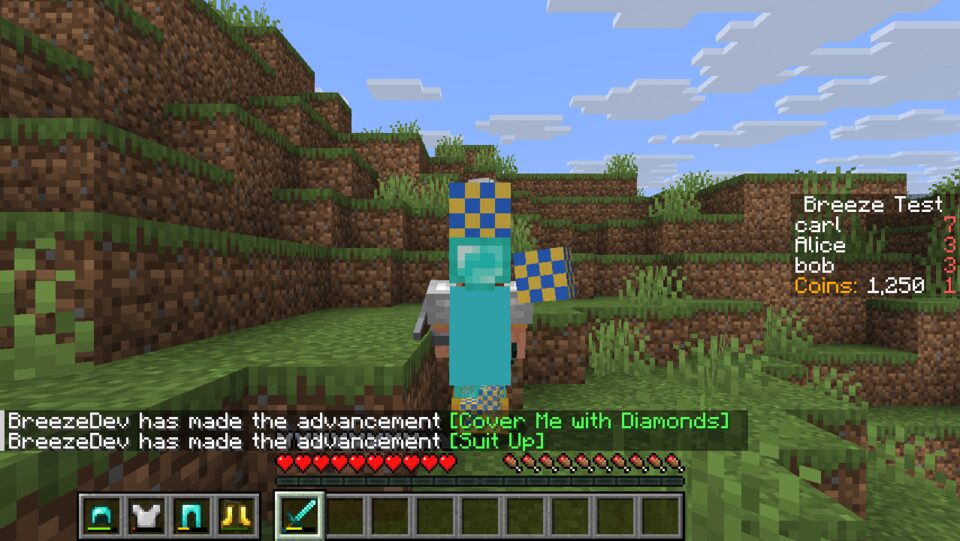 Breeze Test
carl 7
Alice 3
bob 3
Coins: 1,250 1
BreezeDev has made the advancement [Cover Me with Diamonds]
BreezeDev has made the advancement [Suit Up]